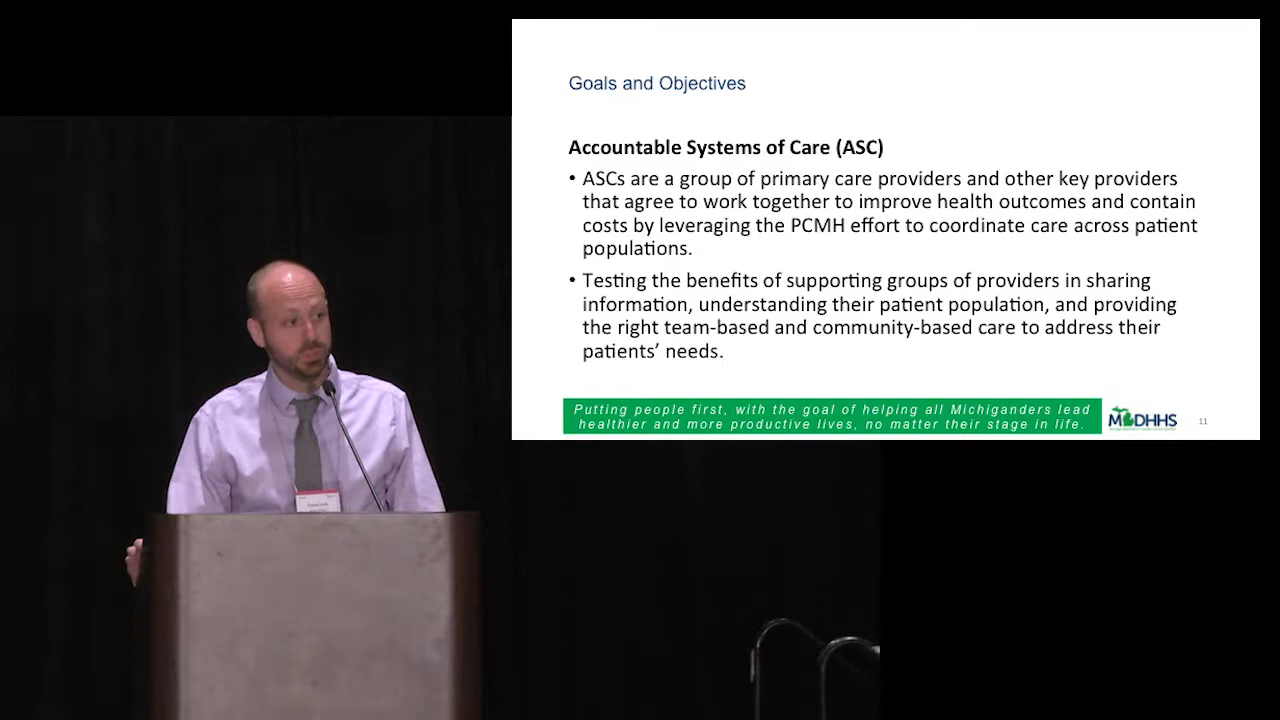 Goals and Objectives
Accountable Systems of Care (ASC)
• ASCs are a group of primary care providers and other key providers
that agree to work together to improve health outcomes and contain
costs by leveraging the PCMH effort to coordinate care across patient
populations.
• Testing the benefits of supporting groups of providers in sharing
information, understanding their patient population, and providing
the right team-based and community-based care to address their
patients’ needs.
Putting people first, with the goal of helping all Michiganders lead
healthier and more productive lives, no matter their stage in life.
MDHHS
11